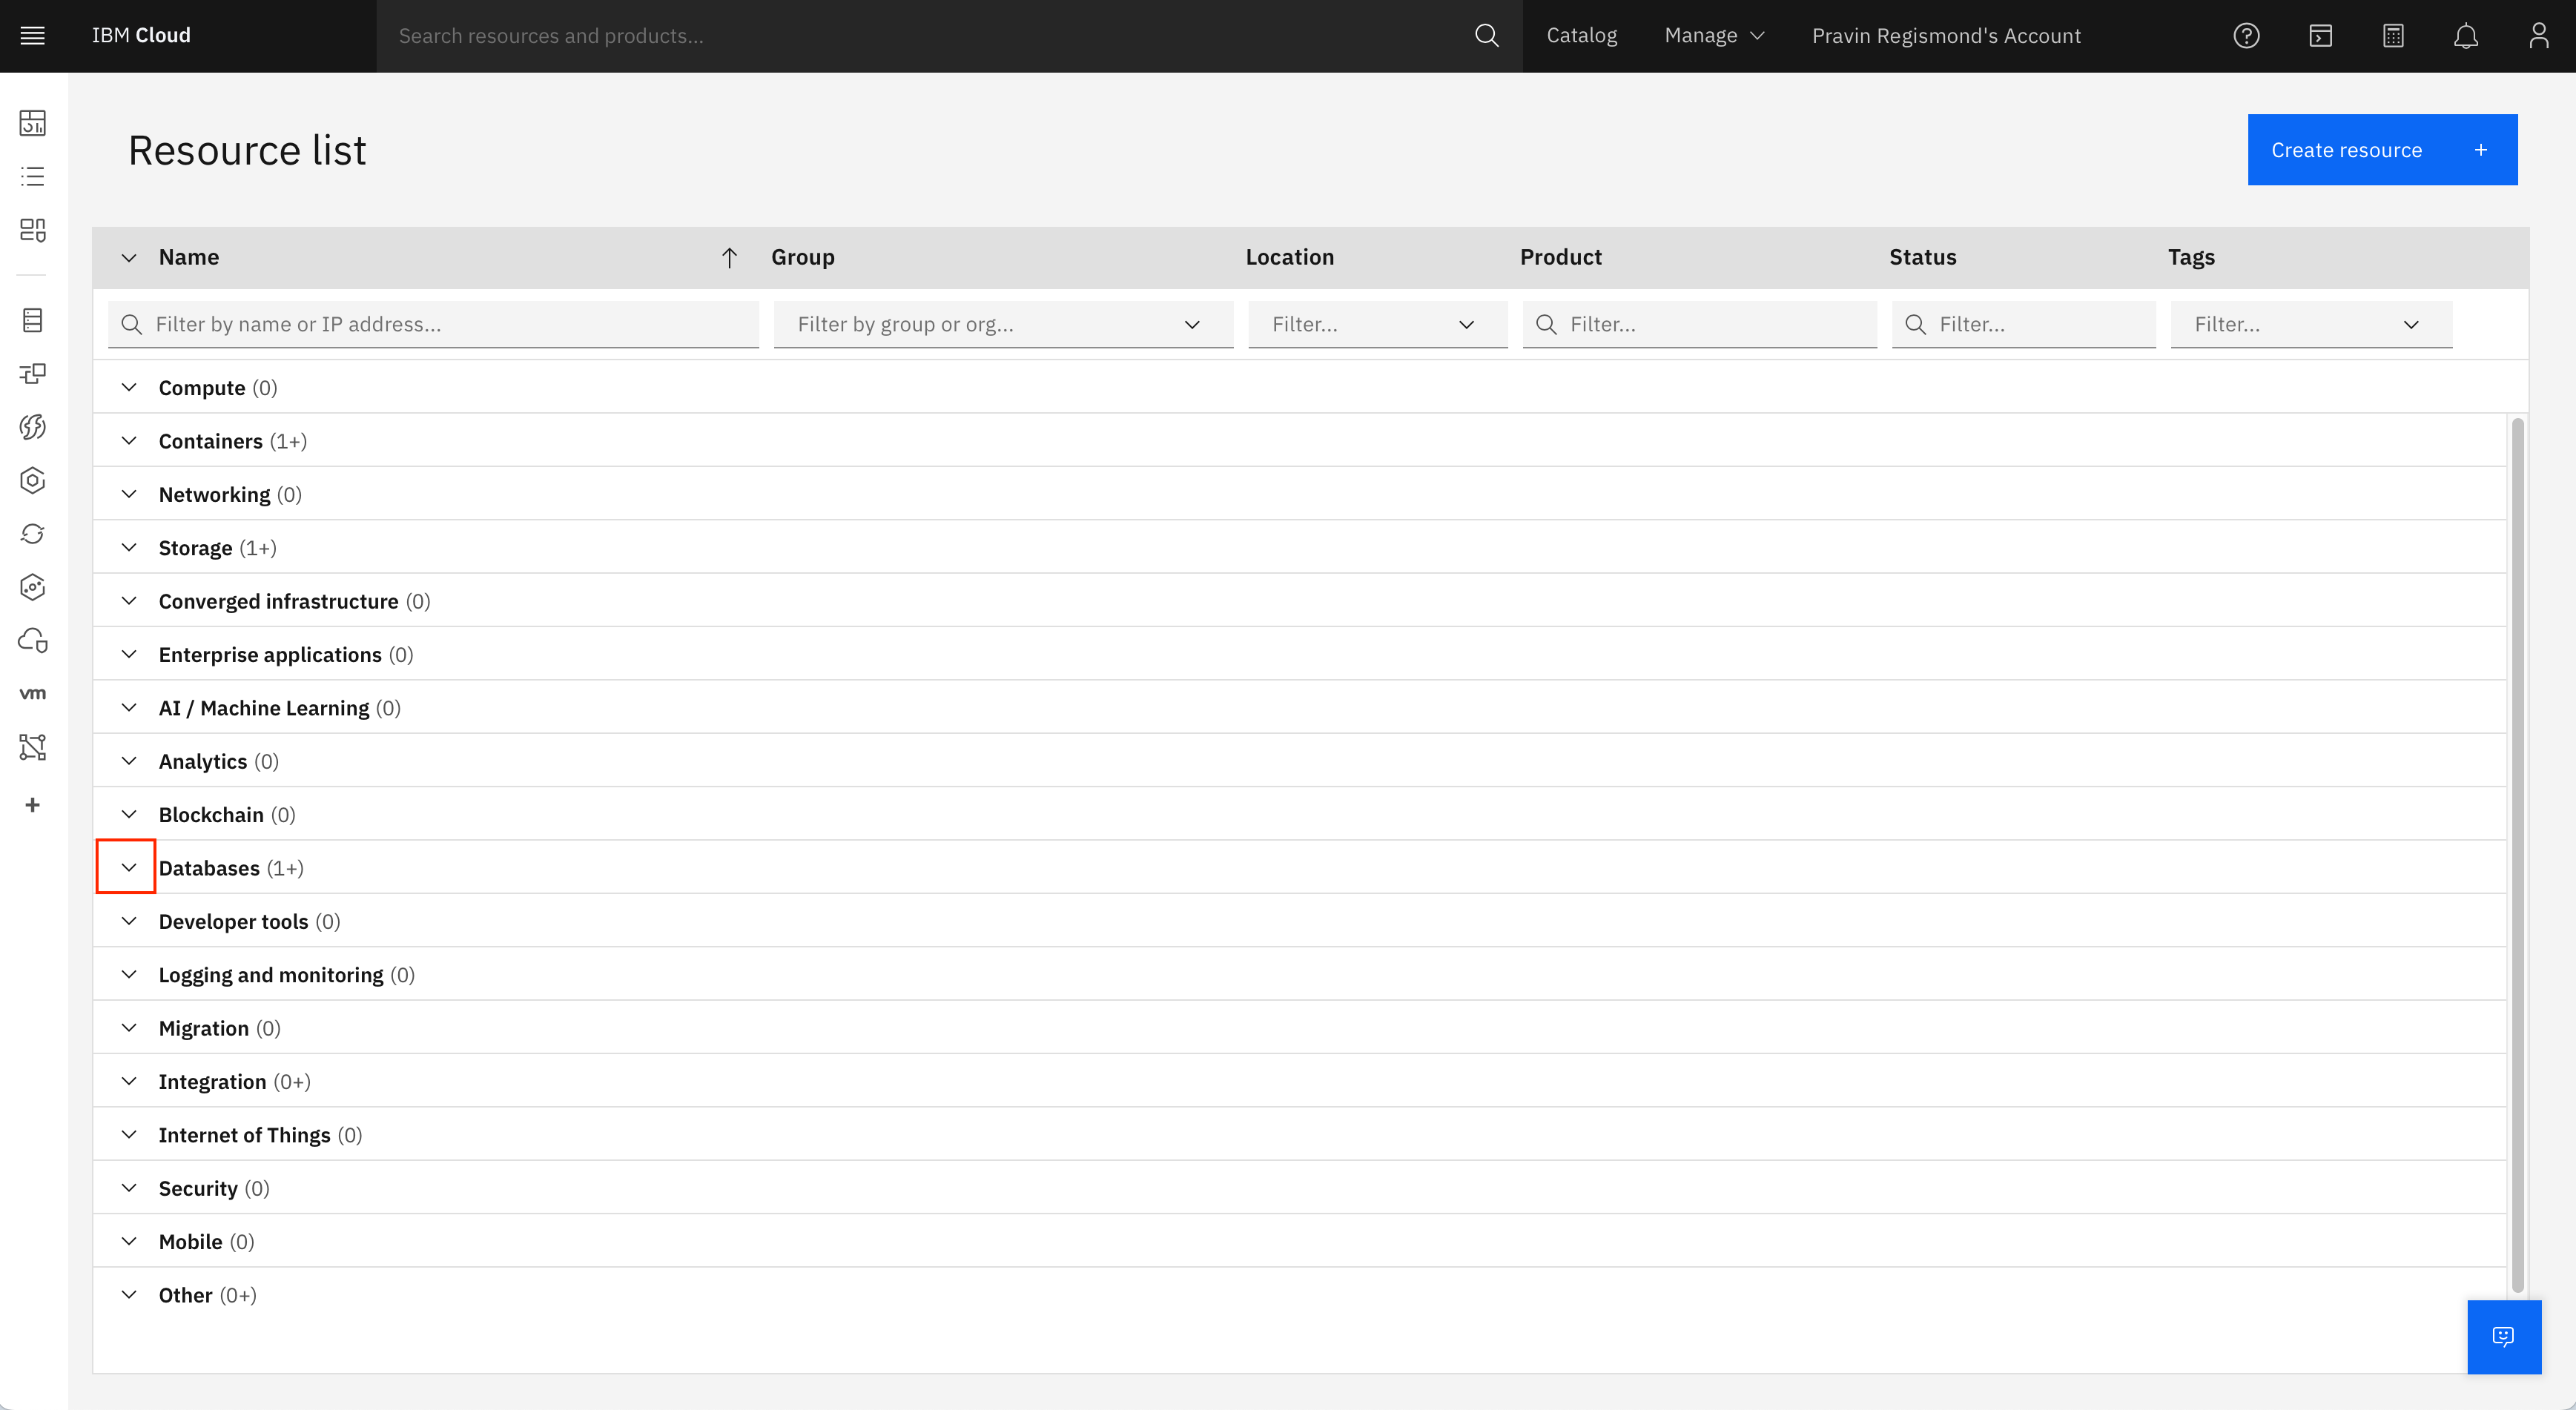 IBM Cloud
Search resources and products...
Catalog
Manage
Pravin Regismond's Account
Resource list
Create resource +
Name
Group
Location
Product
Status
Tags
Filter by name or IP address...
Filter by group or org...
Filter...
Filter...
Filter...
Filter...
Compute (0)
Containers (1+)
Networking (0)
Storage (1+)
Converged infrastructure (0)
Enterprise applications (0)
AI / Machine Learning (0)
Analytics (0)
Blockchain (0)
Databases (1+)
Developer tools (0)
Logging and monitoring (0)
Migration (0)
Integration (0+)
Internet of Things (0)
Security (0)
Mobile (0)
Other (0+)
vm